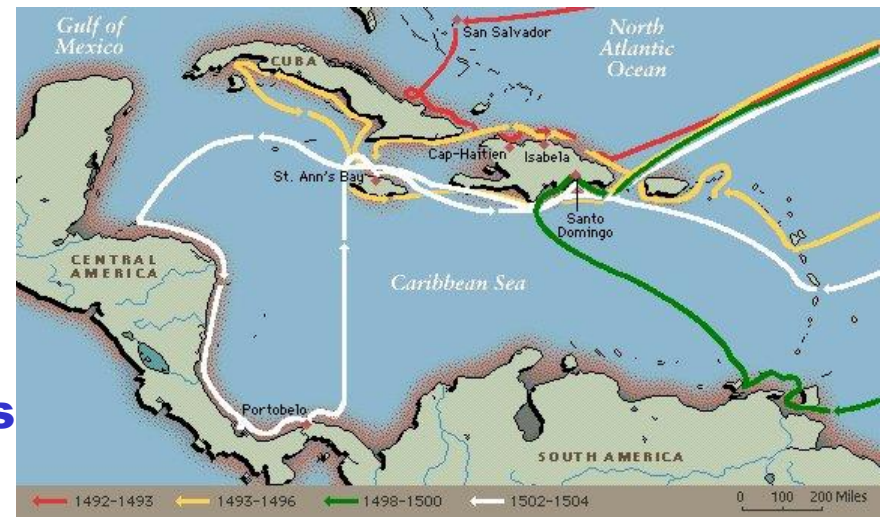 Gulf of
Mexico
San Salvador
North
Atlantic
Ocean
CUBA
Cap-Haïtien
Isabela
St. Ann's Bay
Santo
Domingo
CENTRAL
AMERICA
Caribbean Sea
s
Portobelo
SOUTH AMERICA
1492-1493
1493-1496
1498-1500
1502-1504
0 100 200 Miles